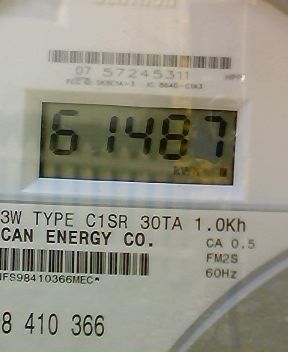 07 57245311
61487
3W TYPE C1SR 30TA 1.0Kh
CAN ENERGY CO.
CA 0.5
FM2S
60Hz
IFS98410366MEC*
8 410 366